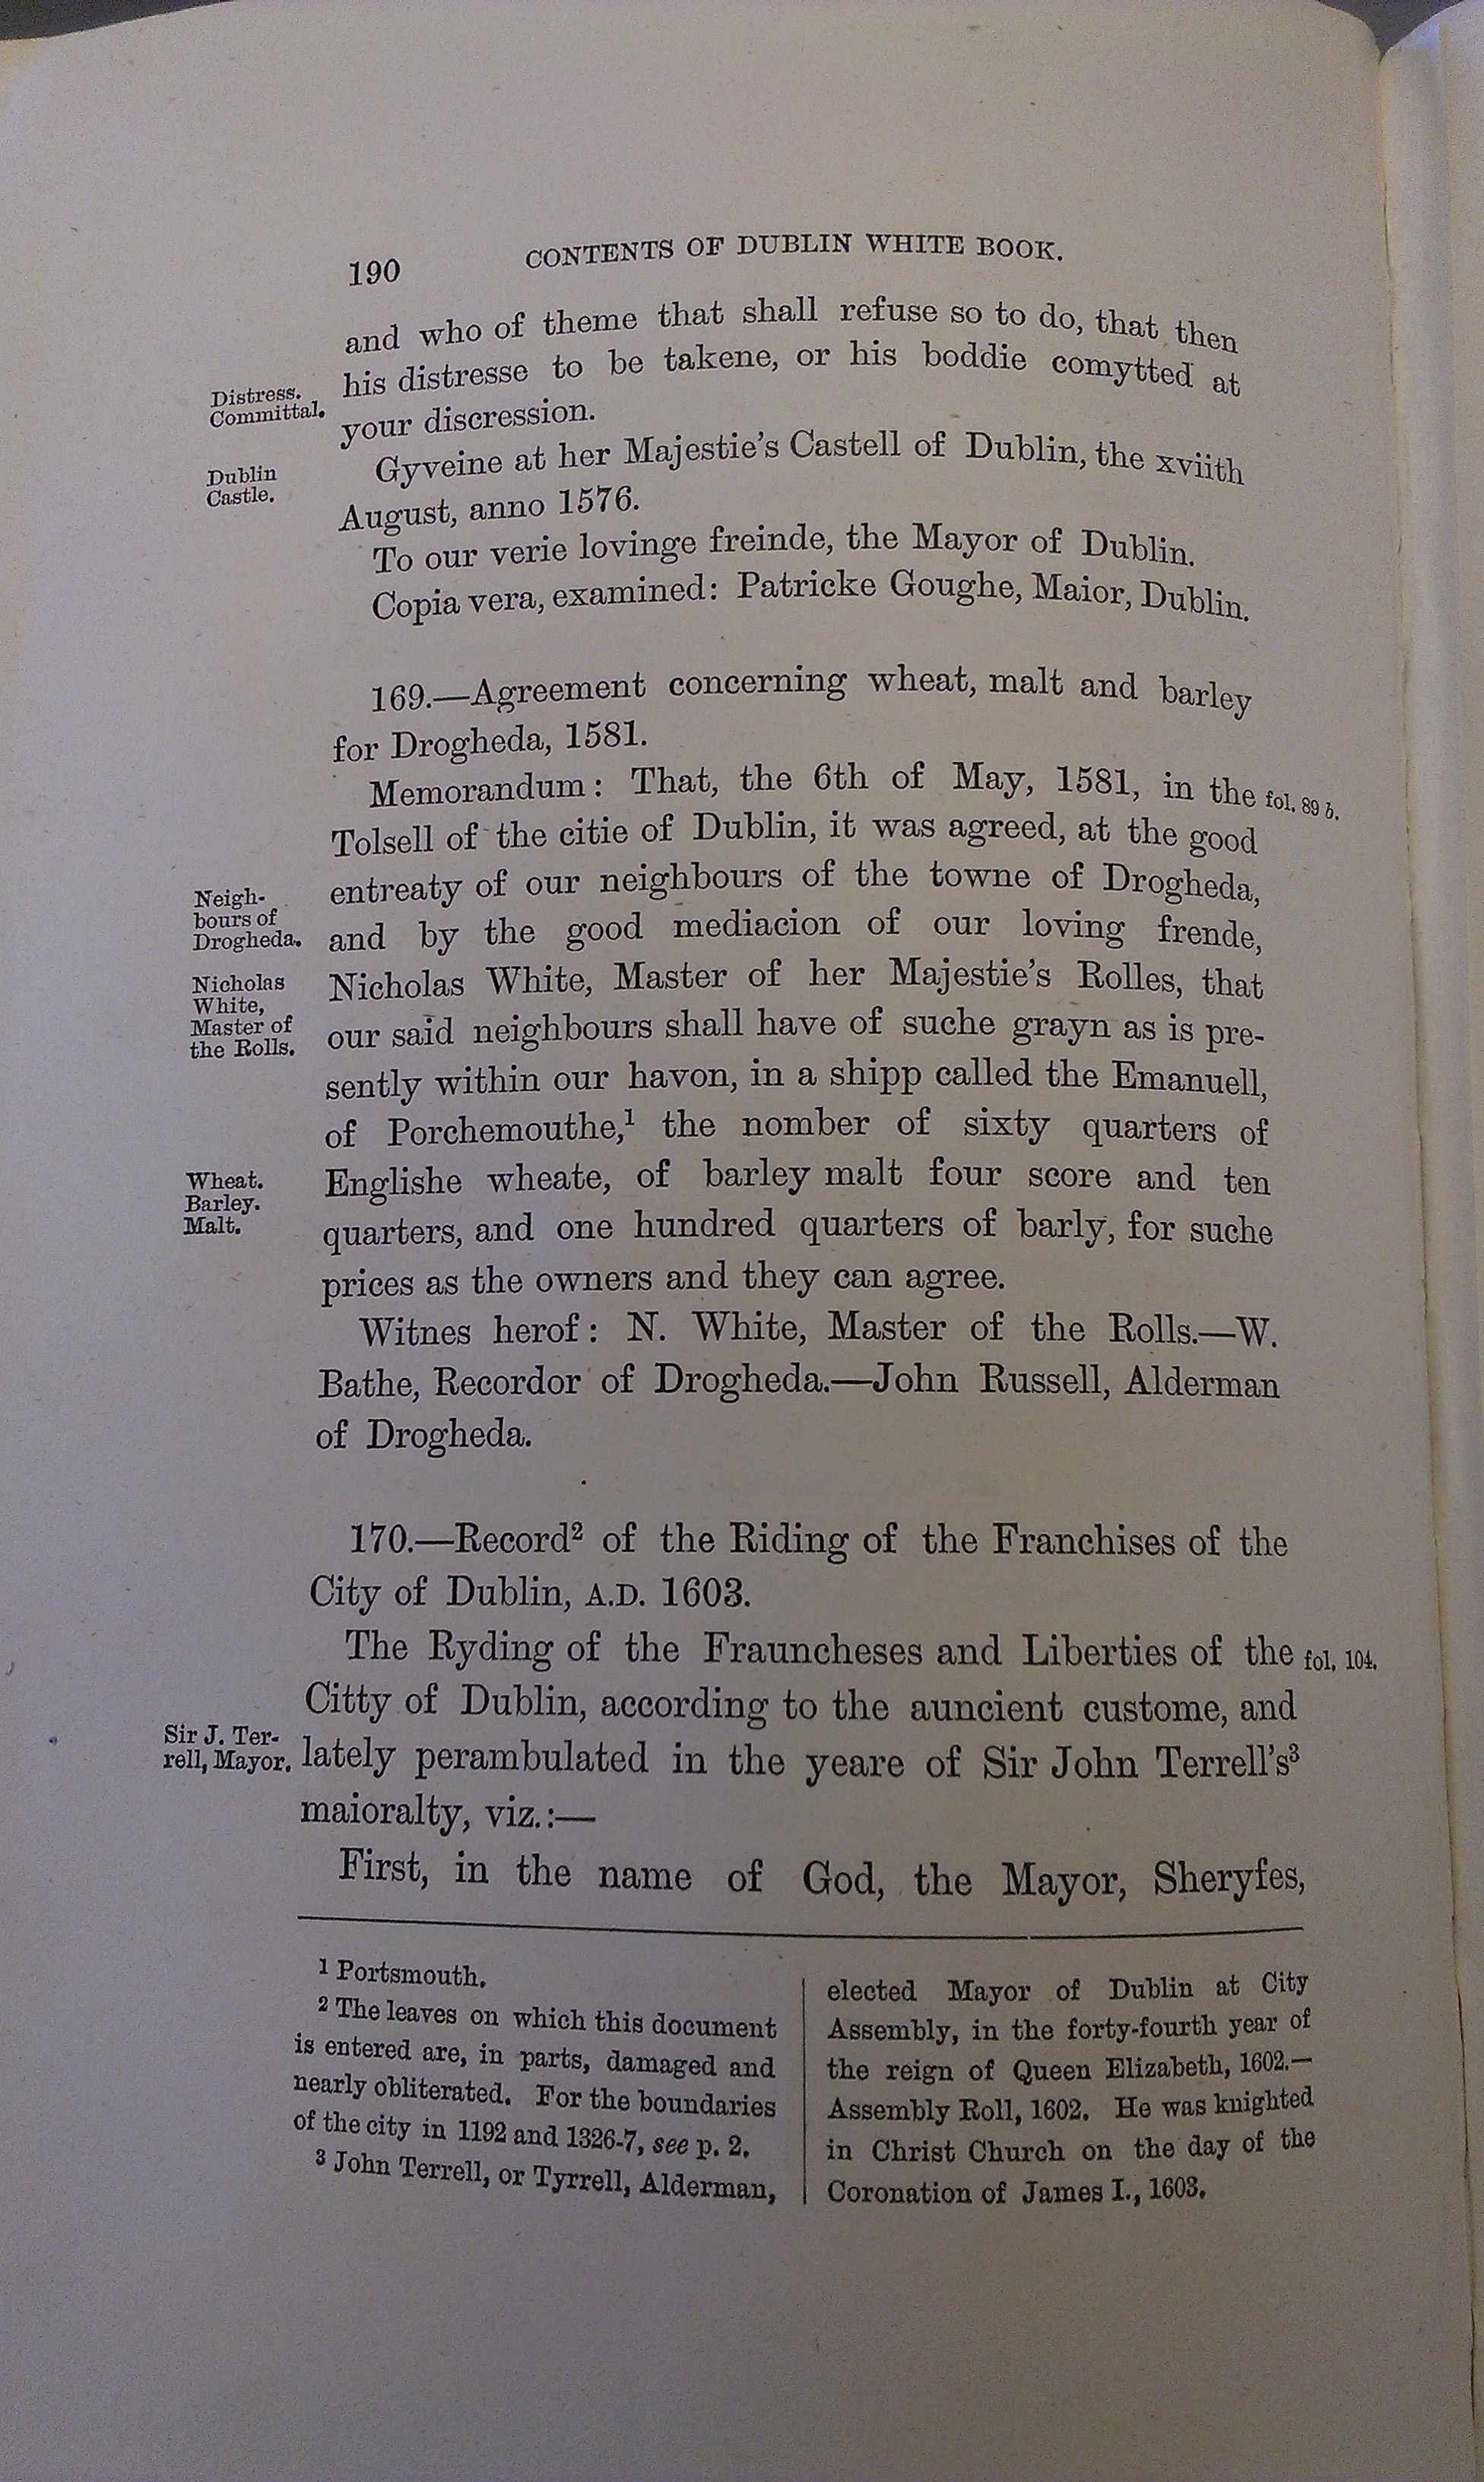 190 CONTENTS OF DUBLIN WHITE BOOK.
and who of theme that shall refuse so to do, that then
Distress. his distresse to be takene, or his boddie comytted at
Committal. your discression.
Dublin Gyveine at her Majestie's Castell of Dublin, the xviith
Castle. August, anno 1576.
To our verie lovinge freinde, the Mayor of Dublin.
Copia vera, examined: Patricke Goughe, Maior, Dublin.
169.—Agreement concerning wheat, malt and barley
for Drogheda, 1581.
Memorandum: That, the 6th of May, 1581, in the fol. 89 b.
Tolsell of the citie of Dublin, it was agreed, at the good
entreaty of our neighbours of the towne of Drogheda,
and by the good mediacion of our loving frende,
Neigh-
bours of
Drogheda.
Nicholas White, Master of her Majestie's Rolles, that
our said neighbours shall have of suche grayn as is pre-
Nicholas
White,
Master of
the Rolls.
sently within our havon, in a shipp called the Emanuell,
of Porchemouthe,¹ the nomber of sixty quarters of
Englishe wheate, of barley malt four score and ten
quarters, and one hundred quarters of barly, for suche
Wheat.
Barley.
Malt.
prices as the owners and they can agree.
Witnes herof: N. White, Master of the Rolls.—W.
Bathe, Recordor of Drogheda.—John Russell, Alderman
of Drogheda.
170.—Record² of the Riding of the Franchises of the
City of Dublin, A.D. 1603.
The Ryding of the Fraunches​es and Liberties of the fol. 104.
Citty of Dublin, according to the auncient custome, and
Sir J. Ter-
rell, Mayor.
lately perambulated in the yeare of Sir John Terrell's³
maioralty, viz.:—
First, in the name of God, the Mayor, Sheryfes,
¹ Portsmouth.
² The leaves on which this document
is entered are, in parts, damaged and
nearly obliterated. For the boundaries
of the city in 1192 and 1326-7, see p. 2.
³ John Terrell, or Tyrrell, Alderman,
elected Mayor of Dublin at City
Assembly, in the forty-fourth year of
the reign of Queen Elizabeth, 1602.—
Assembly Roll, 1602. He was knighted
in Christ Church on the day of the
Coronation of James I., 1603.